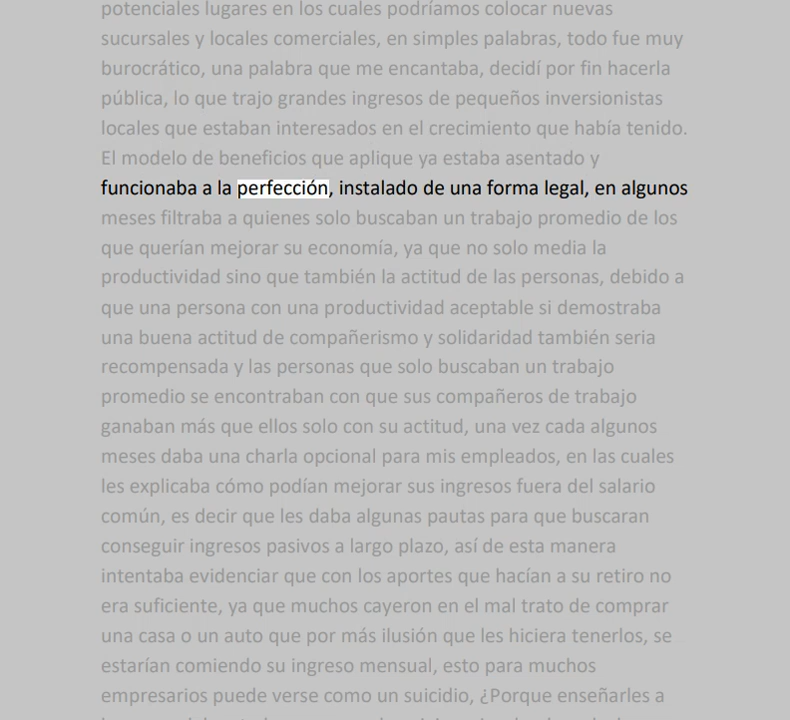 potenciales lugares en los cuales podríamos colocar nuevas
sucursales y locales comerciales, en simples palabras, todo fue muy
burocrático, una palabra que me encantaba, decidí por fin hacerla
pública, lo que trajo grandes ingresos de pequeños inversionistas
locales que estaban interesados en el crecimiento que había tenido.
El modelo de beneficios que aplique ya estaba asentado y
funcionaba a la perfección, instalado de una forma legal, en algunos
meses filtraba a quienes solo buscaban un trabajo promedio de los
que querían mejorar su economía, ya que no solo media la
productividad sino que también la actitud de las personas, debido a
que una persona con una productividad aceptable si demostraba
una buena actitud de compañerismo y solidaridad también seria
recompensada y las personas que solo buscaban un trabajo
promedio se encontraban con que sus compañeros de trabajo
ganaban más que ellos solo con su actitud, una vez cada algunos
meses daba una charla opcional para mis empleados, en las cuales
les explicaba cómo podían mejorar sus ingresos fuera del salario
común, es decir que les daba algunas pautas para que buscaran
conseguir ingresos pasivos a largo plazo, así de esta manera
intentaba evidenciar que con los aportes que hacían a su retiro no
era suficiente, ya que muchos cayeron en el mal trato de comprar
una casa o un auto que por más ilusión que les hiciera tenerlos, se
estarían comiendo su ingreso mensual, esto para muchos
empresarios puede verse como un suicidio, ¿Porque enseñarles a